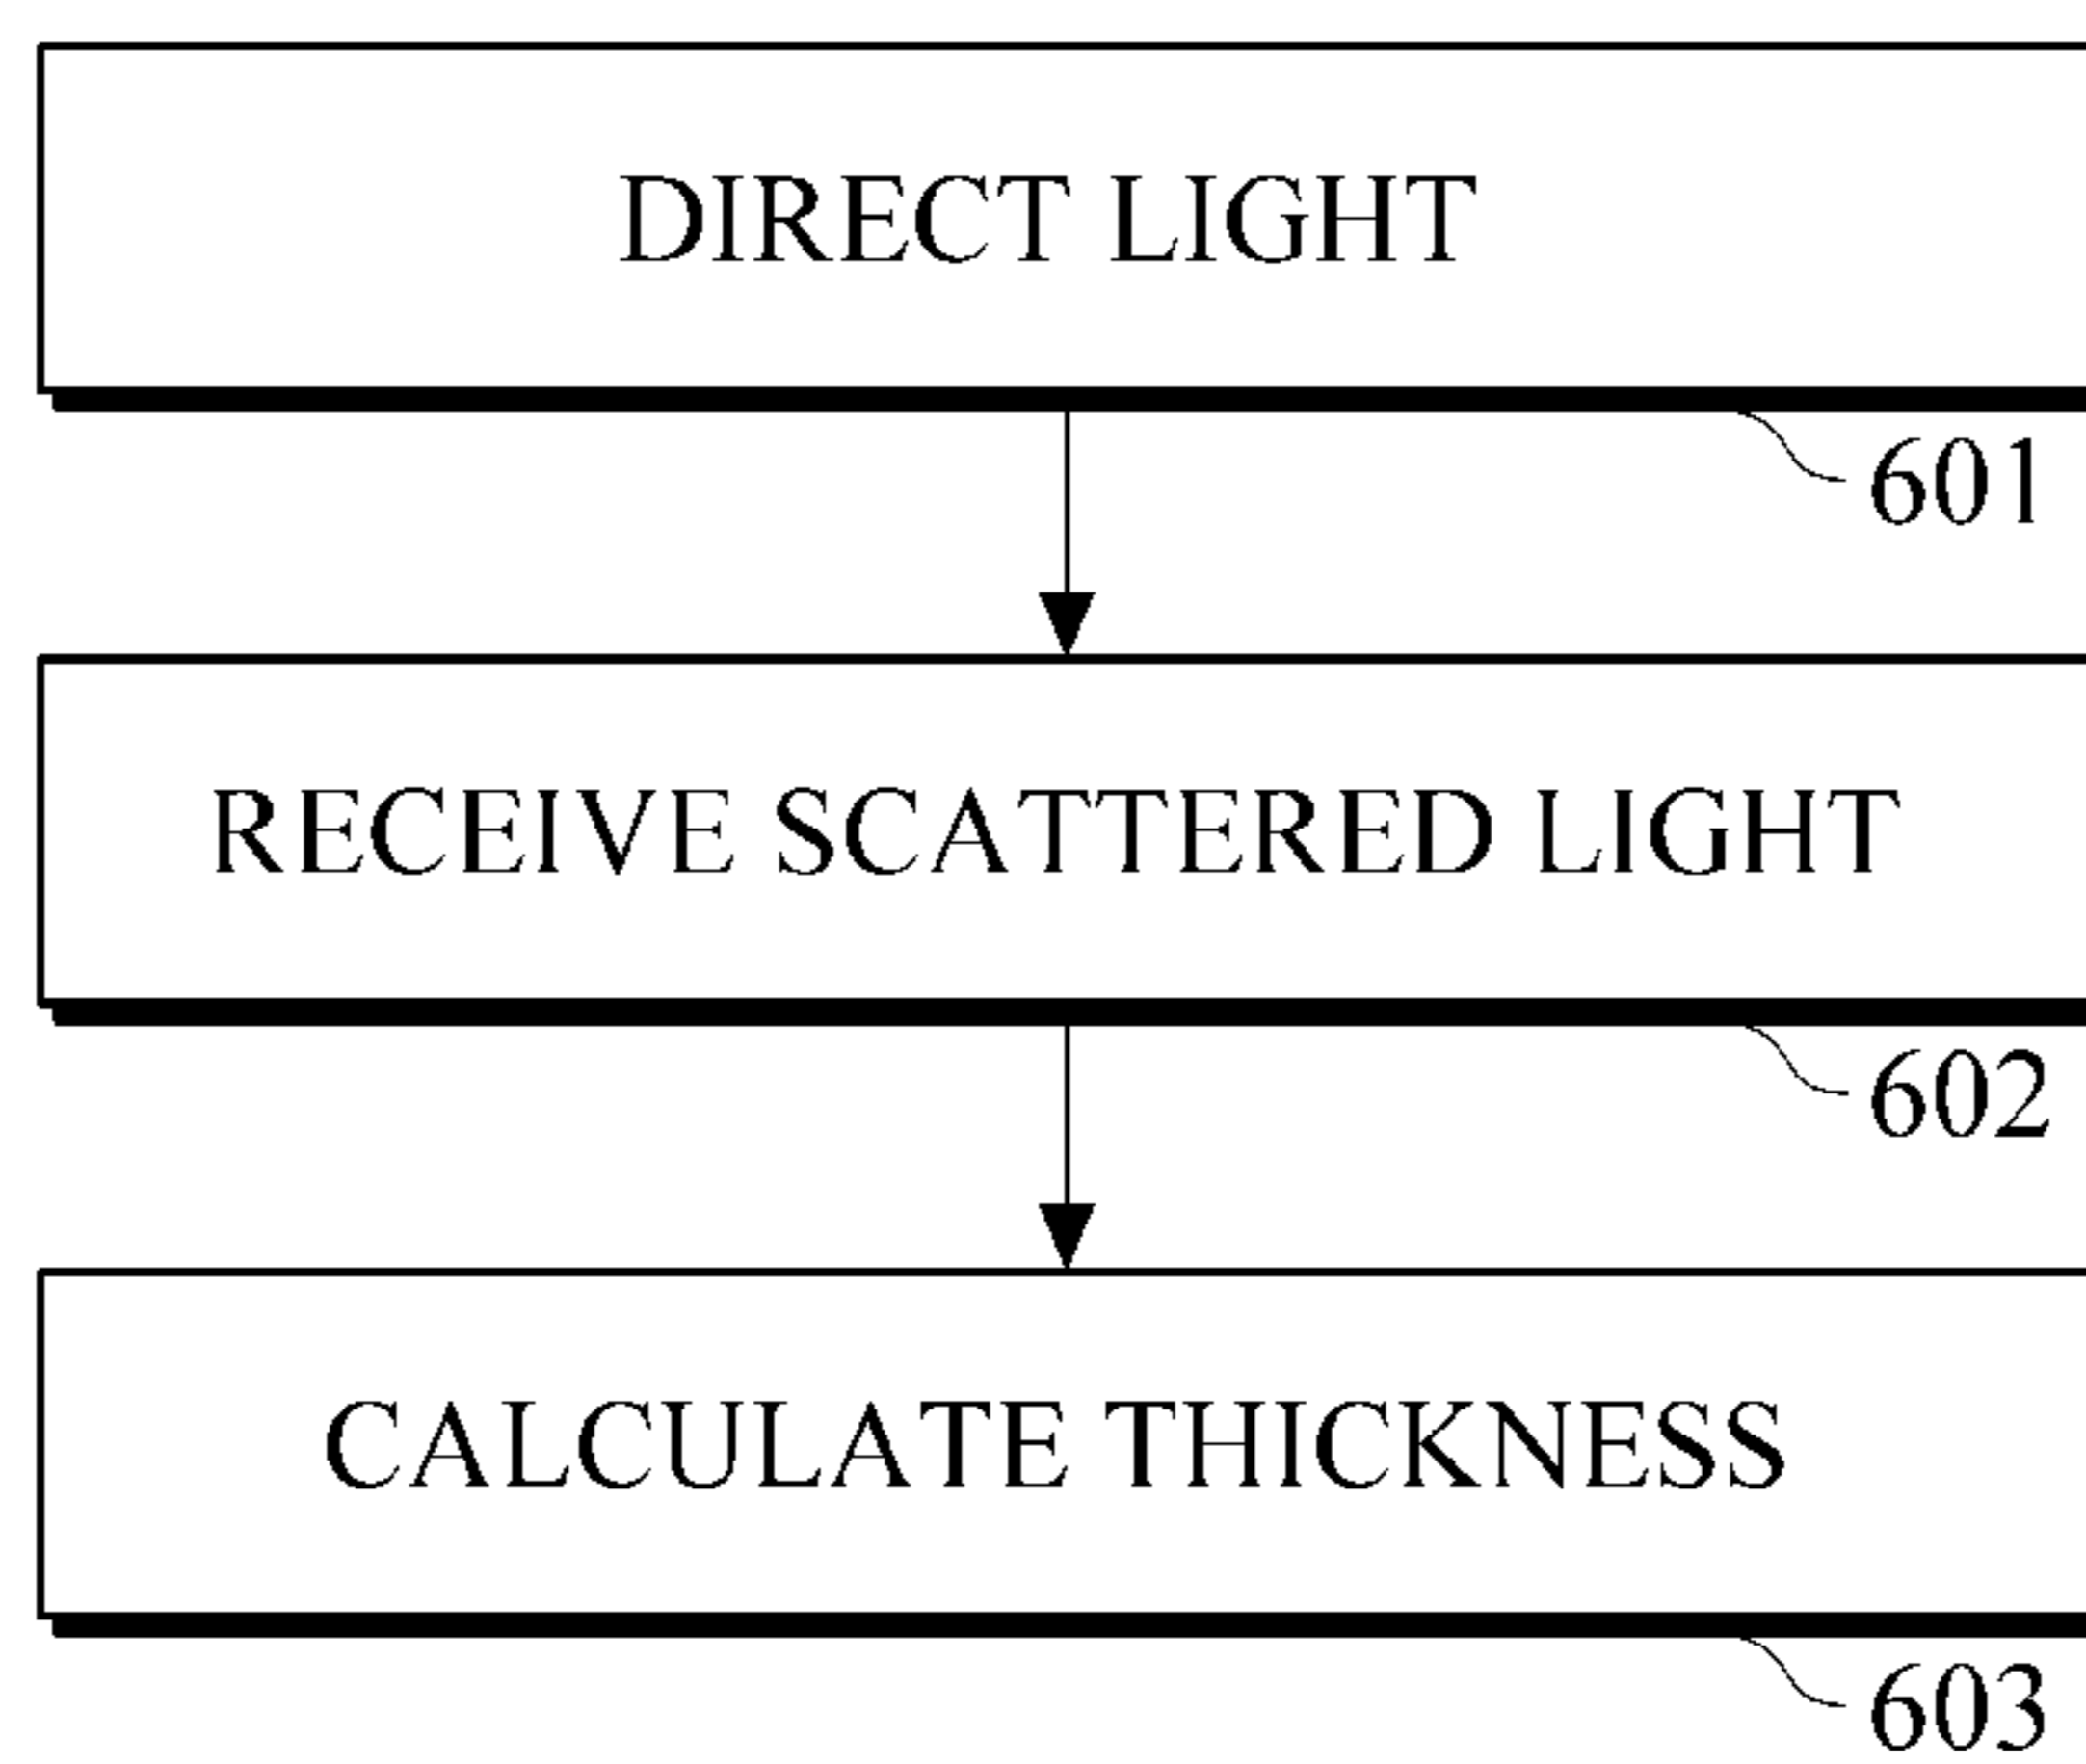 DIRECT LIGHT
601
RECEIVE SCATTERED LIGHT
602
CALCULATE THICKNESS
603